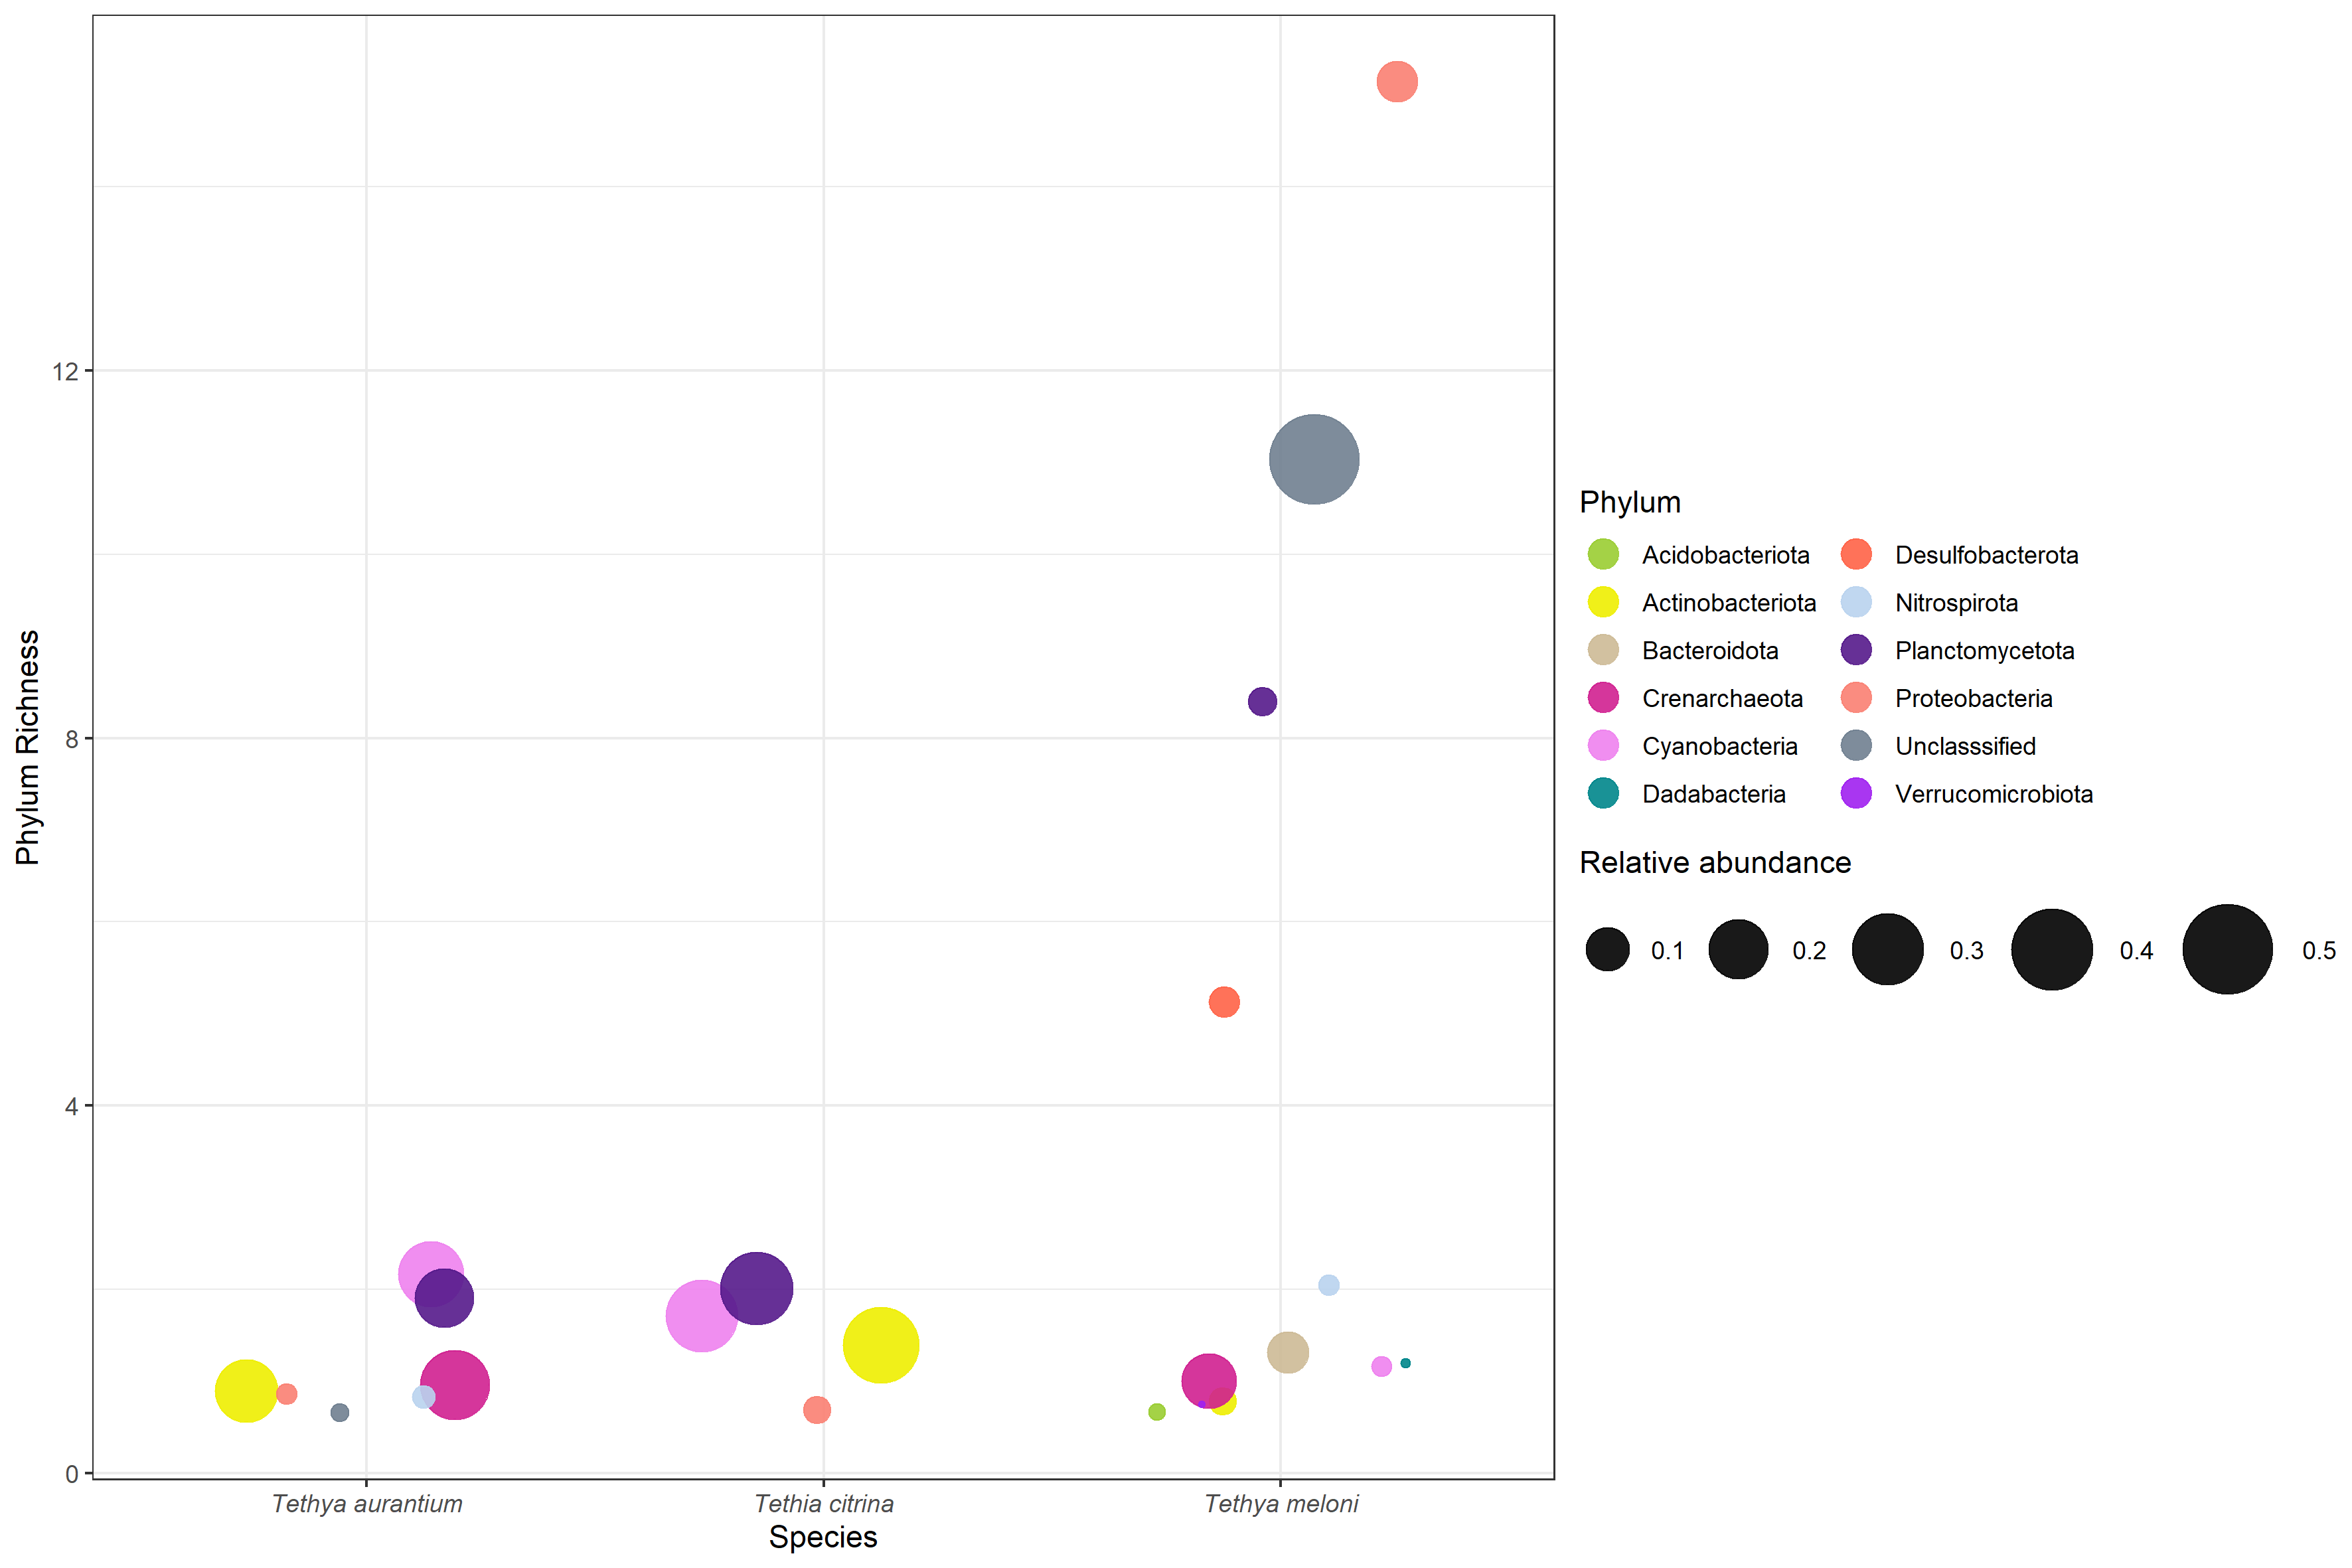 12
8
4
0
Phylum Richness
Tethya aurantium
Tethia citrina
Tethya meloni
Species
Phylum
Acidobacteriota
Desulfobacterota
Actinobacteriota
Nitrospirota
Bacteroidota
Planctomycetota
Crenarchaeota
Proteobacteria
Cyanobacteria
Unclasssified
Dadabacteria
Verrucomicrobiota
Relative abundance
0.1 0.2 0.3 0.4 0.5